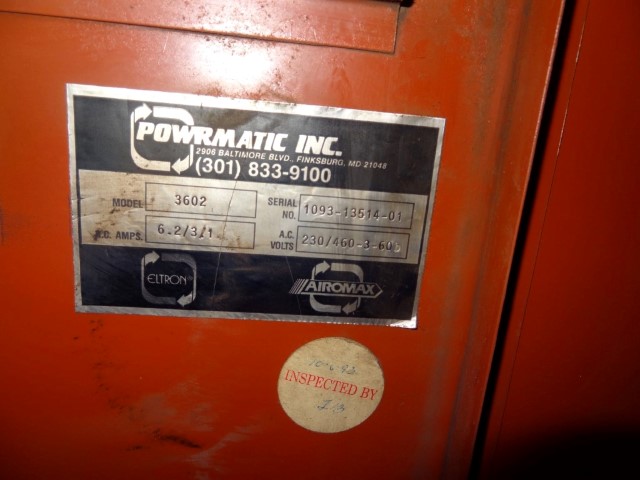 POWRMATIC INC.
2906 BALTIMORE BLVD., FINKSBURG, MD 21048
(301) 833-9100
MODEL 3602 SERIAL NO. 1093-13514-01
A.C. AMPS. 6.2/3/1 A.C. VOLTS 230/460-3-60
ELTRON AIROMAX
INSPECTED BY